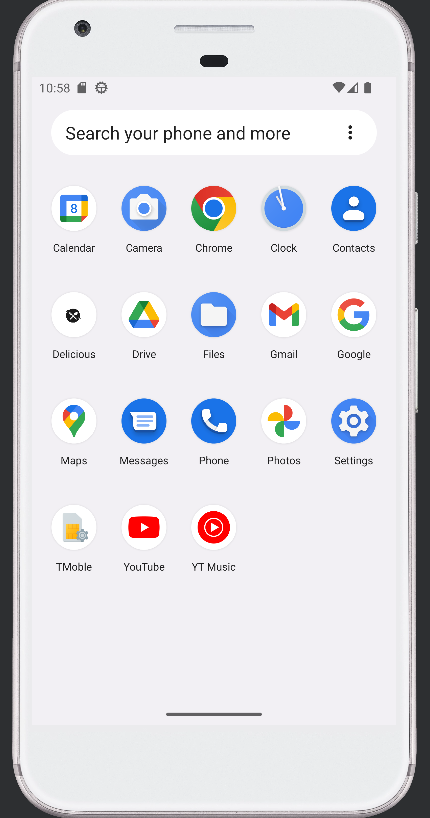 10:58
Search your phone and more
8
Calendar Camera Chrome Clock Contacts
Delicious Drive Files Gmail Google
Maps Messages Phone Photos Settings
TMoble YouTube YT Music